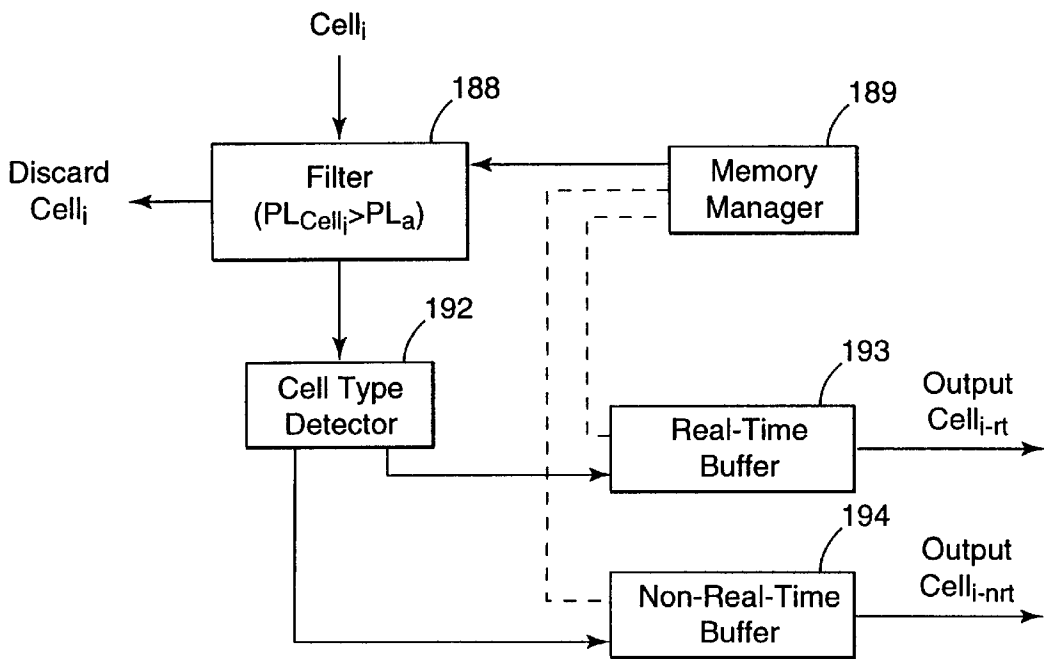 Cell_i
188
189
Discard
Cell_i
Filter
(PL_Cell_i>PL_a)
Memory
Manager
192
Cell Type
Detector
193
Real-Time
Buffer
Output
Cell_i-rt
194
Non-Real-Time
Buffer
Output
Cell_i-nrt